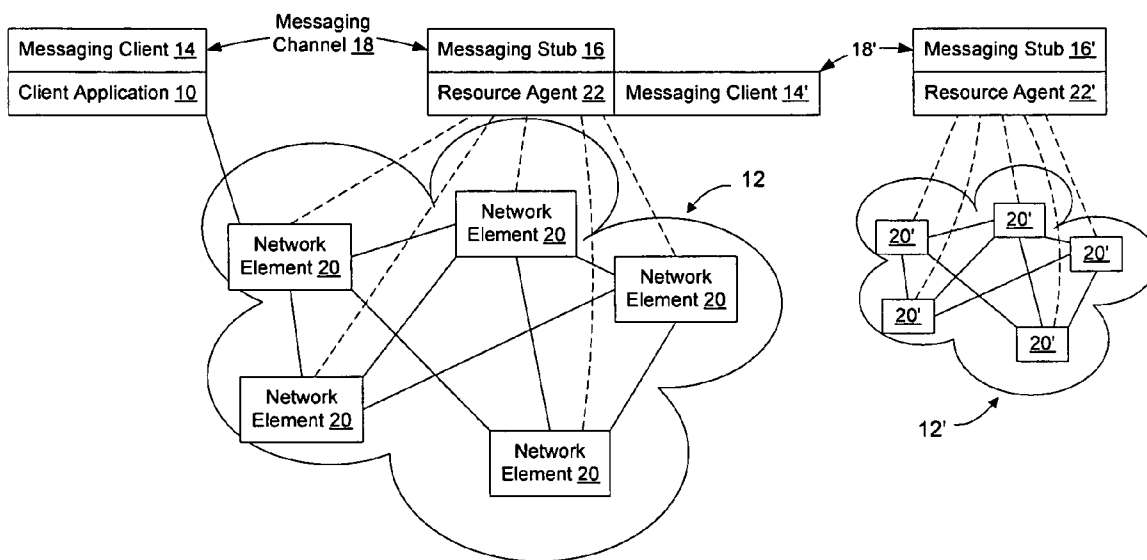 Messaging
Channel 18
Messaging Client 14
Client Application 10
Messaging Stub 16
Resource Agent 22
Messaging Client 14'
18'
Messaging Stub 16'
Resource Agent 22'
12
Network
Element 20
Network
Element 20
Network
Element 20
Network
Element 20
Network
Element 20
20'
20'
20'
20'
20'
12'